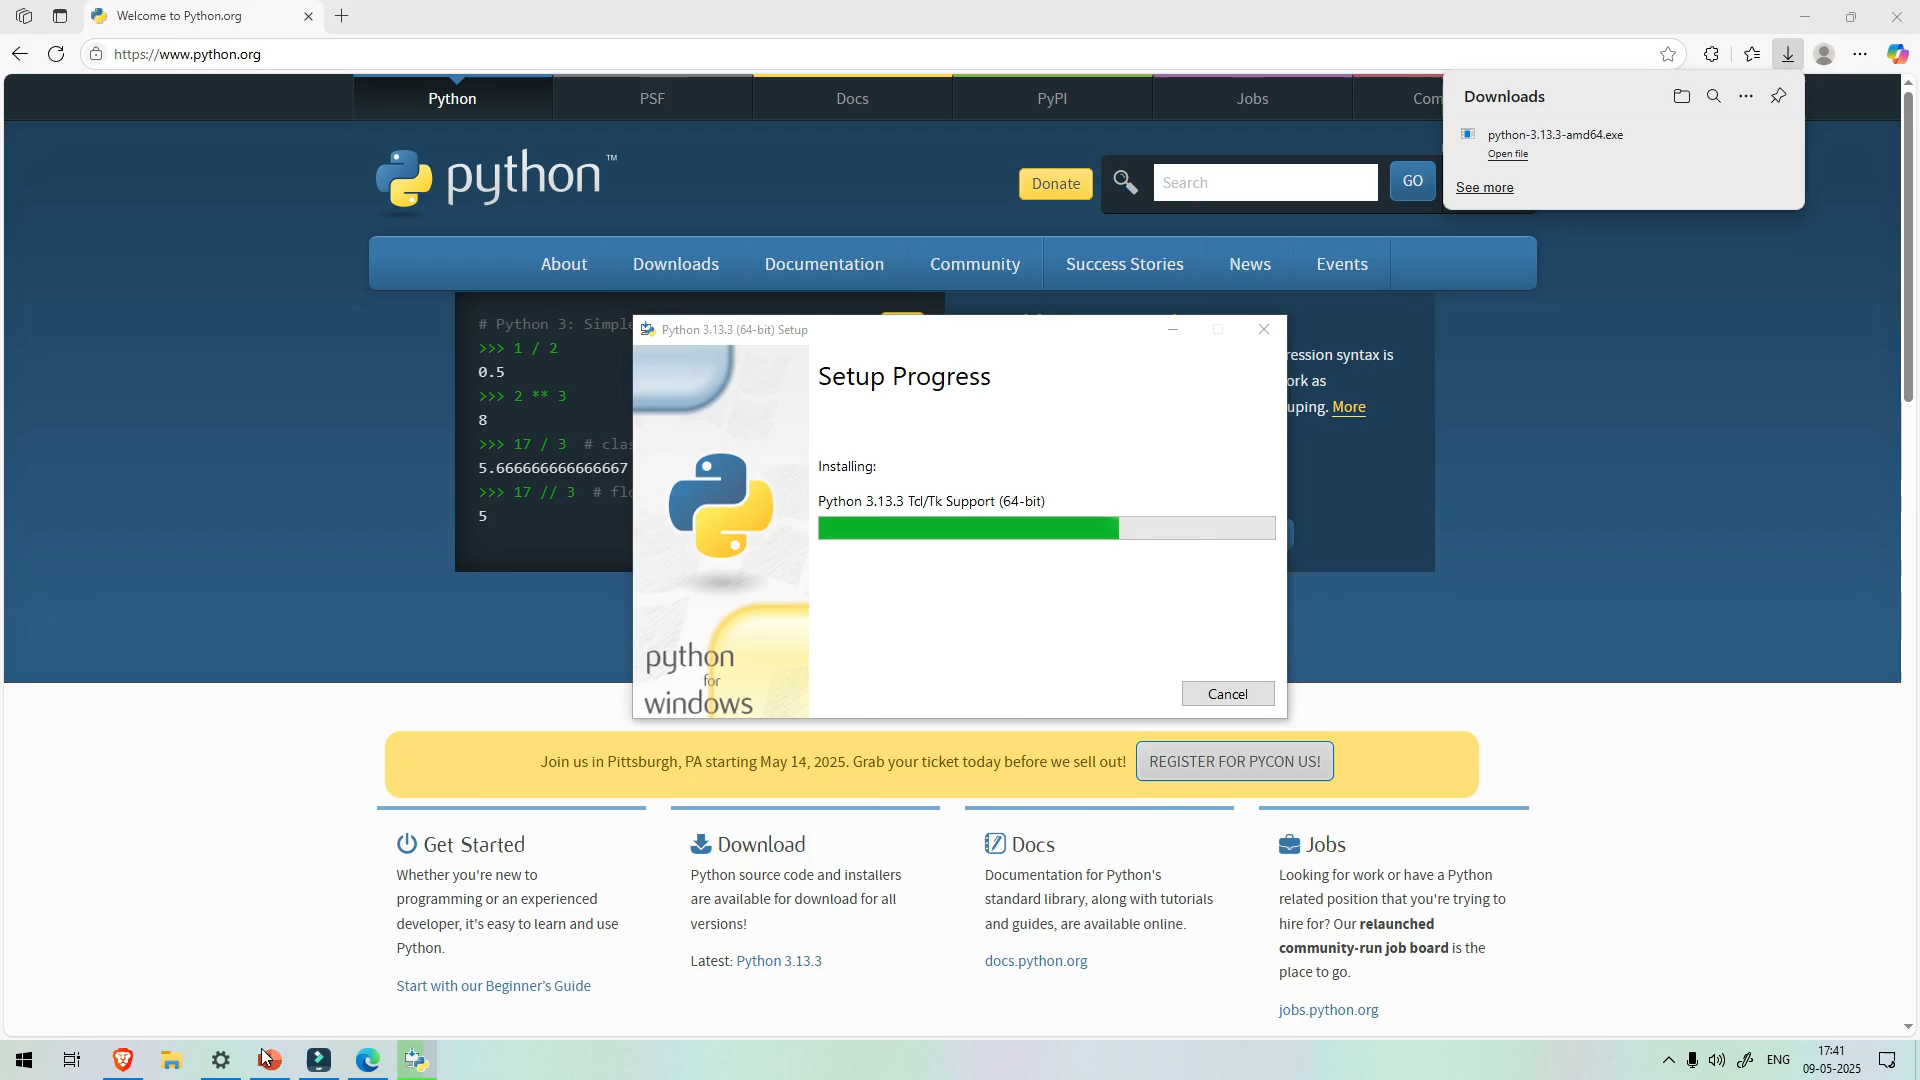 Welcome to Python.org
https://www.python.org
Python
PSF
Docs
PyPI
Jobs
Com
Downloads
python-3.13.3-amd64.exe
Open file
See more
python™
Donate
Search
GO
About
Downloads
Documentation
Community
Success Stories
News
Events
# Python 3: Simple
>>> 1 / 2
0.5
>>> 2 ** 3
8
>>> 17 / 3 # clas
5.666666666666667
>>> 17 // 3 # flo
5
ression syntax is
ork as
uping. More
Python 3.13.3 (64-bit) Setup
Setup Progress
Installing:
Python 3.13.3 Tcl/Tk Support (64-bit)
python
for
windows
Cancel
Join us in Pittsburgh, PA starting May 14, 2025. Grab your ticket today before we sell out!
REGISTER FOR PYCON US!
Get Started
Whether you're new to
programming or an experienced
developer, it's easy to learn and use
Python.
Start with our Beginner's Guide
Download
Python source code and installers
are available for download for all
versions!
Latest: Python 3.13.3
Docs
Documentation for Python's
standard library, along with tutorials
and guides, are available online.
docs.python.org
Jobs
Looking for work or have a Python
related position that you're trying to
hire for? Our relaunched
community-run job board is the
place to go.
jobs.python.org
ENG
17:41
09-05-2025